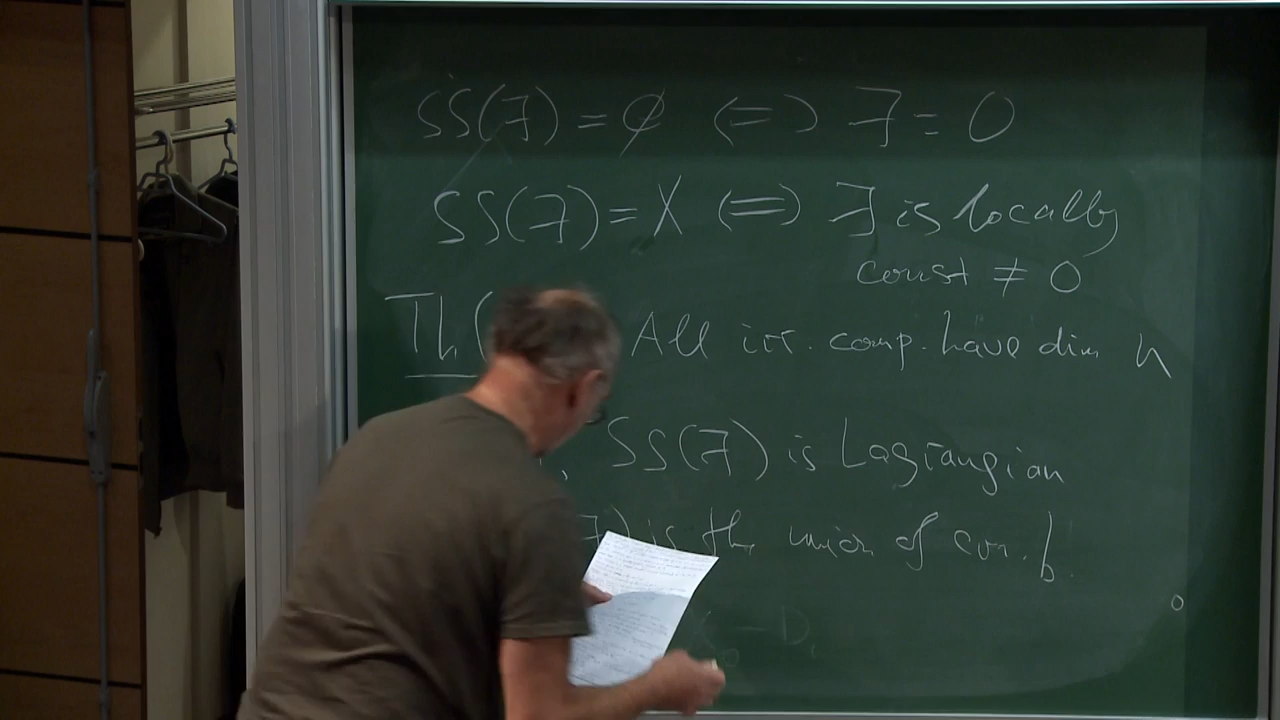 SS(ℱ) = ∅ ⟺ ℱ = 0
SS(ℱ) = X ⟺ ℱ is locally
const ≠ 0
Th( All irr. comp. have dim n
SS(ℱ) is Lagrangian
ℱ) is the union of con. b.
- D